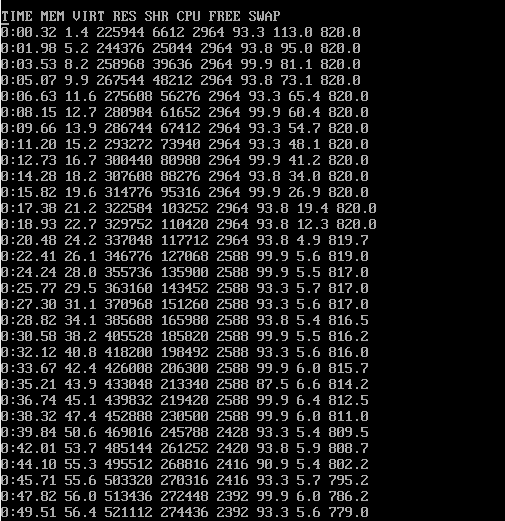 TIME MEM VIRT RES SHR CPU FREE SWAP
0:00.32 1.4 225944 6612 2964 93.3 113.0 820.0
0:01.98 5.2 244376 25044 2964 93.8 95.0 820.0
0:03.53 8.2 258968 39636 2964 99.9 81.1 820.0
0:05.07 9.9 267544 48212 2964 93.8 73.1 820.0
0:06.63 11.6 275608 56276 2964 93.3 65.4 820.0
0:08.15 12.7 280984 61652 2964 99.9 60.4 820.0
0:09.66 13.9 286744 67412 2964 93.3 54.7 820.0
0:11.20 15.2 293272 73940 2964 93.3 48.1 820.0
0:12.73 16.7 300440 80980 2964 99.9 41.2 820.0
0:14.28 18.2 307608 88276 2964 93.8 34.0 820.0
0:15.82 19.6 314776 95316 2964 99.9 26.9 820.0
0:17.38 21.2 322584 103252 2964 93.8 19.4 820.0
0:18.93 22.7 329752 110420 2964 93.8 12.3 820.0
0:20.48 24.2 337048 117712 2964 93.8 4.9 819.7
0:22.41 26.1 346776 127068 2588 99.9 5.6 819.0
0:24.24 28.0 355736 135900 2588 99.9 5.5 817.0
0:25.77 29.5 363160 143452 2588 93.3 5.7 817.0
0:27.30 31.1 370968 151260 2588 93.3 5.6 817.0
0:28.82 34.1 385688 165980 2588 93.8 5.4 816.5
0:30.58 38.2 405528 185820 2588 99.9 5.5 816.2
0:32.12 40.8 418200 198492 2588 93.3 5.6 816.0
0:33.67 42.4 426008 206300 2588 99.9 6.0 815.7
0:35.21 43.9 433048 213340 2588 87.5 6.6 814.2
0:36.74 45.1 439832 219420 2588 99.9 6.4 812.5
0:38.32 47.4 452888 230500 2588 99.9 6.0 811.0
0:39.84 50.6 469016 245788 2428 93.3 5.4 809.5
0:42.01 53.7 485144 261252 2420 93.8 5.9 808.7
0:44.10 55.3 495512 268816 2416 90.9 5.4 802.2
0:45.71 55.6 503320 270316 2416 93.3 5.7 795.2
0:47.82 56.0 513436 272448 2392 99.9 6.0 786.2
0:49.51 56.4 521112 274436 2392 93.3 5.6 779.0